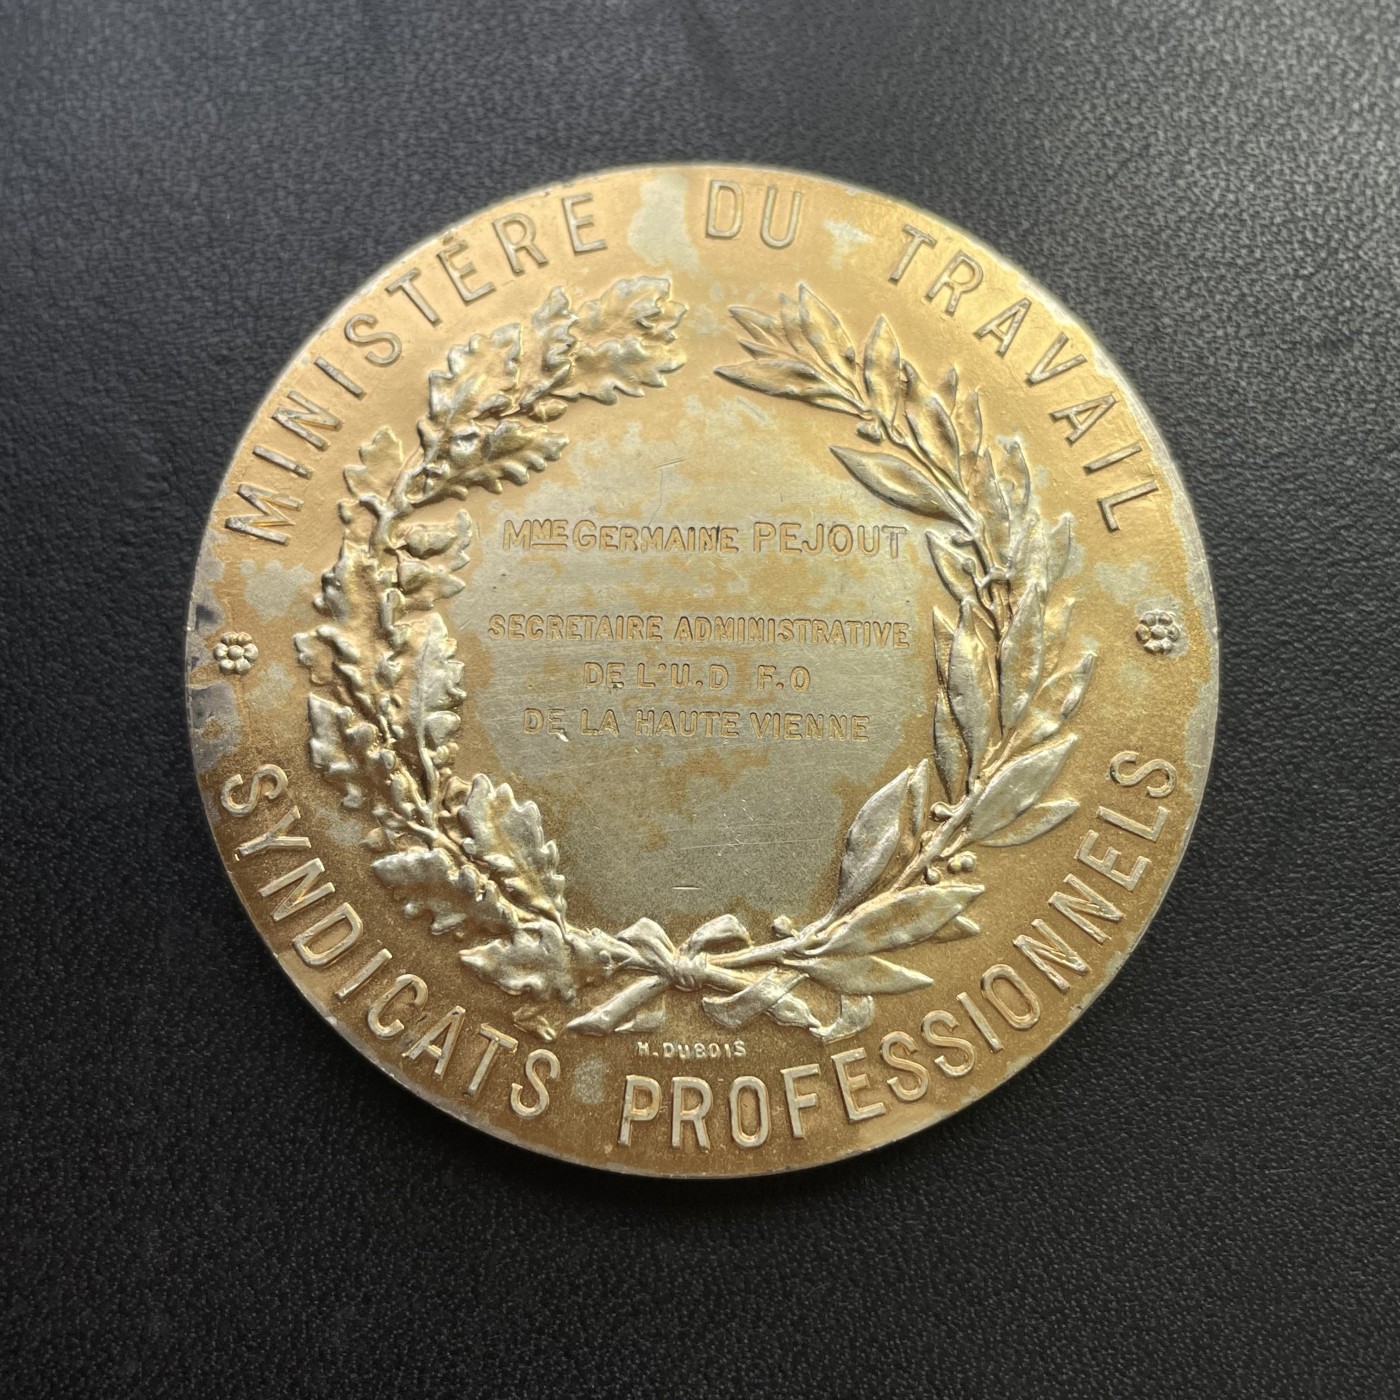 MINISTÈRE DU TRAVAIL
MME GERMAINE PEJOUT
SECRETAIRE ADMINISTRATIVE
DE L'U.D F.O
DE LA HAUTE VIENNE
H.DUBOIS
SYNDICATS PROFESSIONNELS